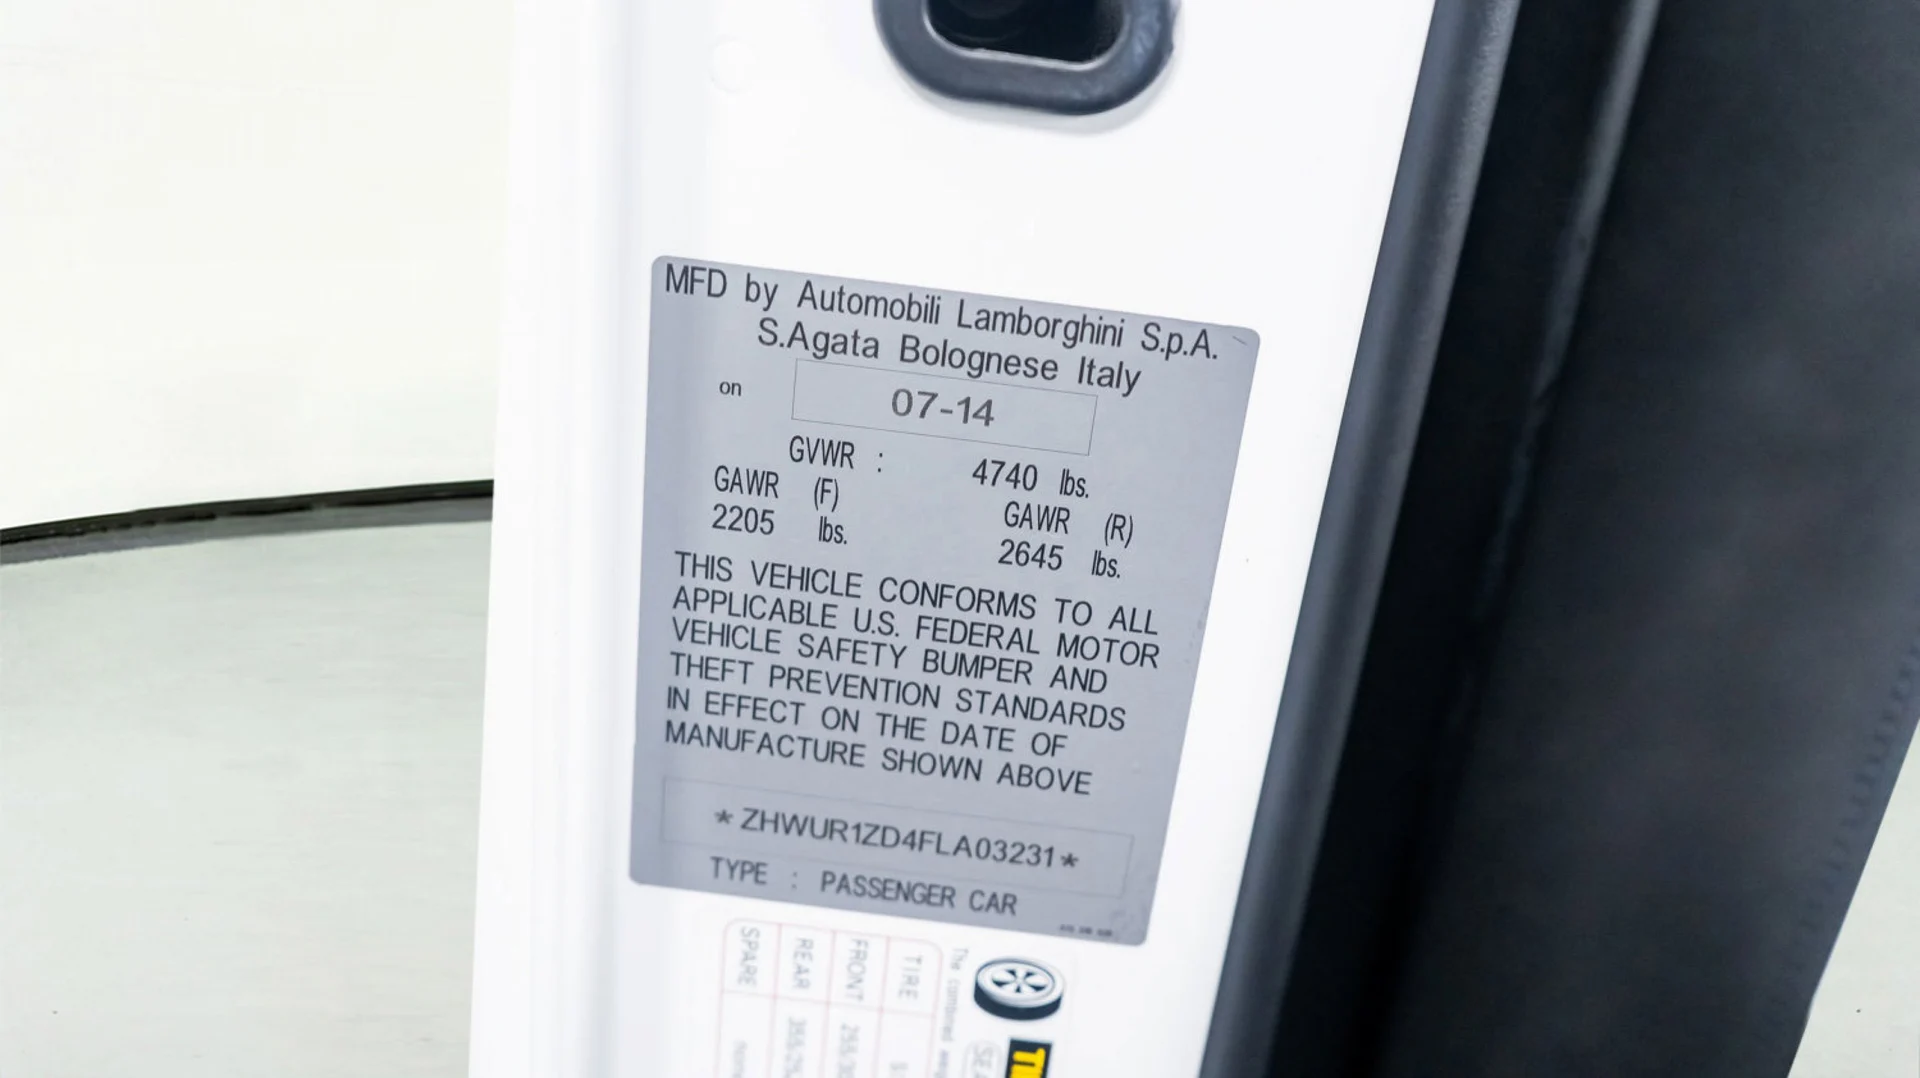 MFD by Automobili Lamborghini S.p.A.
S.Agata Bolognese Italy
on 07-14
GVWR : 4740 lbs.
GAWR (F) GAWR (R)
2205 lbs. 2645 lbs.
THIS VEHICLE CONFORMS TO ALL
APPLICABLE U.S. FEDERAL MOTOR
VEHICLE SAFETY BUMPER AND
THEFT PREVENTION STANDARDS
IN EFFECT ON THE DATE OF
MANUFACTURE SHOWN ABOVE
*ZHWUR1ZD4FLA03231*
TYPE : PASSENGER CAR
The combined
TIRE
FRONT
REAR
SPARE